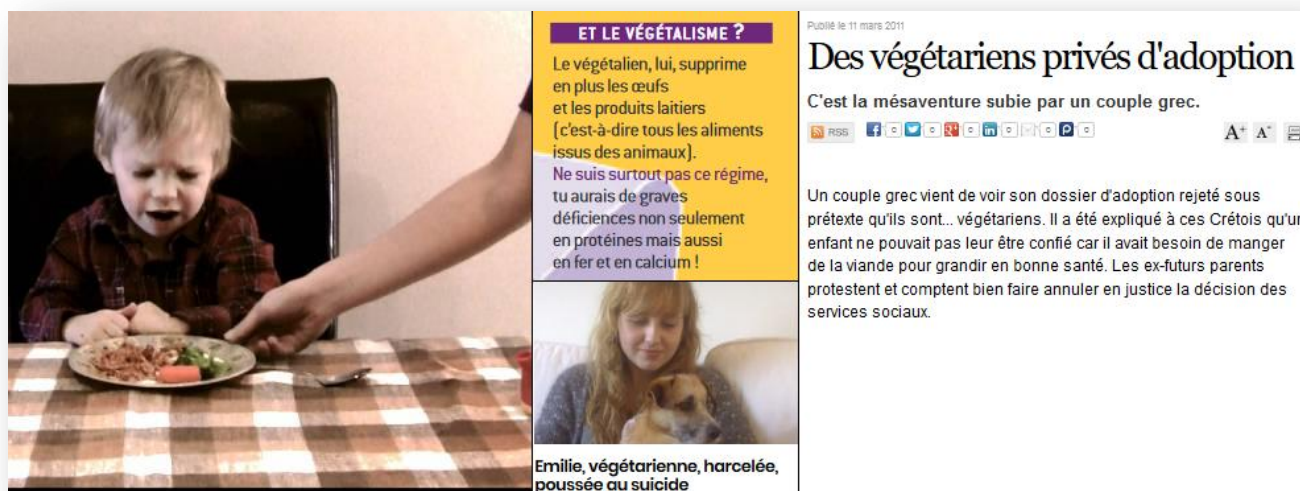 ET LE VÉGÉTALISME ?
Le végétalien, lui, supprime
en plus les œufs
et les produits laitiers
(c'est-à-dire tous les aliments
issus des animaux).
Ne suis surtout pas ce régime,
tu aurais de graves
déficiences non seulement
en protéines mais aussi
en fer et en calcium !
Emilie, végétarienne, harcelée,
poussée au suicide
Publié le 11 mars 2011
Des végétariens privés d'adoption
C'est la mésaventure subie par un couple grec.
RSS 0 0 0 0 0 0
A+ A-
Un couple grec vient de voir son dossier d'adoption rejeté sous
prétexte qu'ils sont... végétariens. Il a été expliqué à ces Crétois qu'un
enfant ne pouvait pas leur être confié car il avait besoin de manger
de la viande pour grandir en bonne santé. Les ex-futurs parents
protestent et comptent bien faire annuler en justice la décision des
services sociaux.